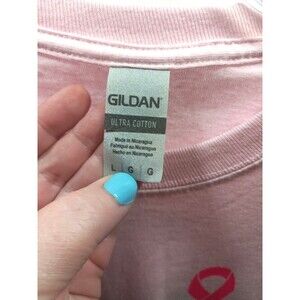 GILDAN
ULTRA COTTON
Made in Nicaragua
Fabriqué au Nicaragua
Hecho en Nicaragua
L G G